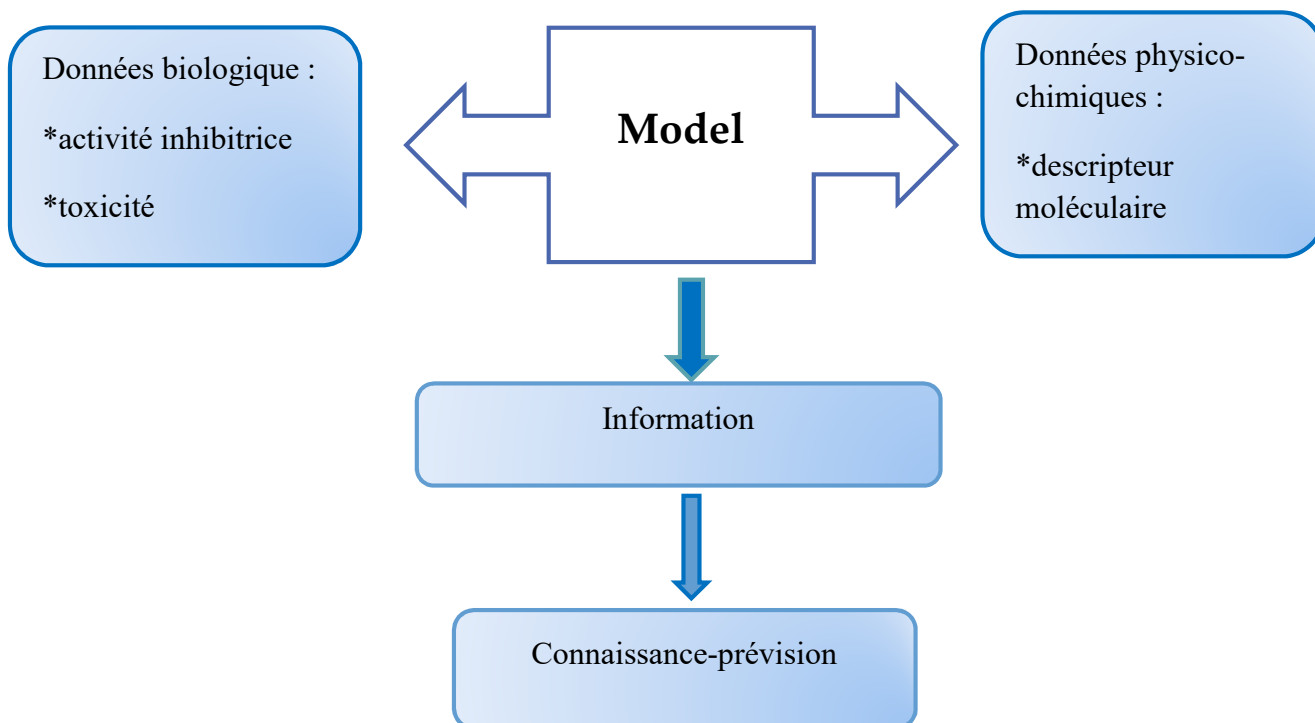 Données biologique :
*activité inhibitrice
*toxicité
Model
Données physico-
chimiques :
*descripteur
moléculaire
Information
Connaissance-prévision